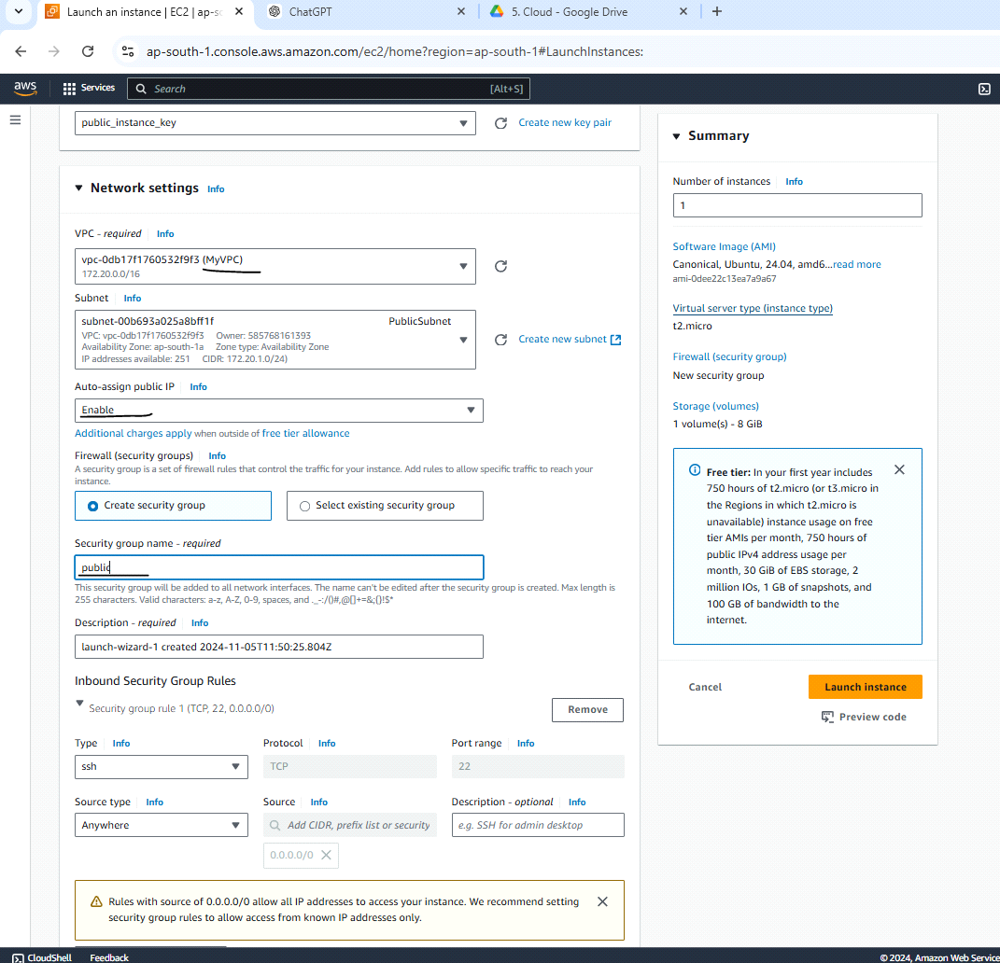 Launch an instance | EC2 | ap-sc
ChatGPT
5. Cloud - Google Drive
ap-south-1.console.aws.amazon.com/ec2/home?region=ap-south-1#LaunchInstances:
aws
Services
Search
[Alt+S]
public_instance_key
Create new key pair
Network settings Info
VPC - required Info
vpc-0db17f1760532f9f3 (MyVPC)
172.20.0.0/16
Subnet Info
subnet-00b693a025a8bff1f PublicSubnet
VPC: vpc-0db17f1760532f9f3 Owner: 585768161393
Availability Zone: ap-south-1a Zone type: Availability Zone
IP addresses available: 251 CIDR: 172.20.1.0/24)
Create new subnet
Auto-assign public IP Info
Enable
Additional charges apply when outside of free tier allowance
Firewall (security groups) Info
A security group is a set of firewall rules that control the traffic for your instance. Add rules to allow specific traffic to reach your
instance.
Create security group
Select existing security group
Security group name - required
public
This security group will be added to all network interfaces. The name can't be edited after the security group is created. Max length is
255 characters. Valid characters: a-z, A-Z, 0-9, spaces, and ._-:/()#,@[]+=&;{}!$*
Description - required Info
launch-wizard-1 created 2024-11-05T11:50:25.804Z
Inbound Security Group Rules
Security group rule 1 (TCP, 22, 0.0.0.0/0)
Remove
Type Info
Protocol Info
Port range Info
ssh
TCP
22
Source type Info
Source Info
Description - optional Info
Anywhere
Add CIDR, prefix list or security
e.g. SSH for admin desktop
0.0.0.0/0
Rules with source of 0.0.0.0/0 allow all IP addresses to access your instance. We recommend setting
security group rules to allow access from known IP addresses only.
Summary
Number of instances Info
1
Software Image (AMI)
Canonical, Ubuntu, 24.04, amd6...read more
ami-0dee22c13ea7a9a67
Virtual server type (instance type)
t2.micro
Firewall (security group)
New security group
Storage (volumes)
1 volume(s) - 8 GiB
Free tier: In your first year includes
750 hours of t2.micro (or t3.micro in
the Regions in which t2.micro is
unavailable) instance usage on free
tier AMIs per month, 750 hours of
public IPv4 address usage per
month, 30 GiB of EBS storage, 2
million IOs, 1 GB of snapshots, and
100 GB of bandwidth to the
internet.
Cancel
Launch instance
Preview code
CloudShell
Feedback
© 2024, Amazon Web Service